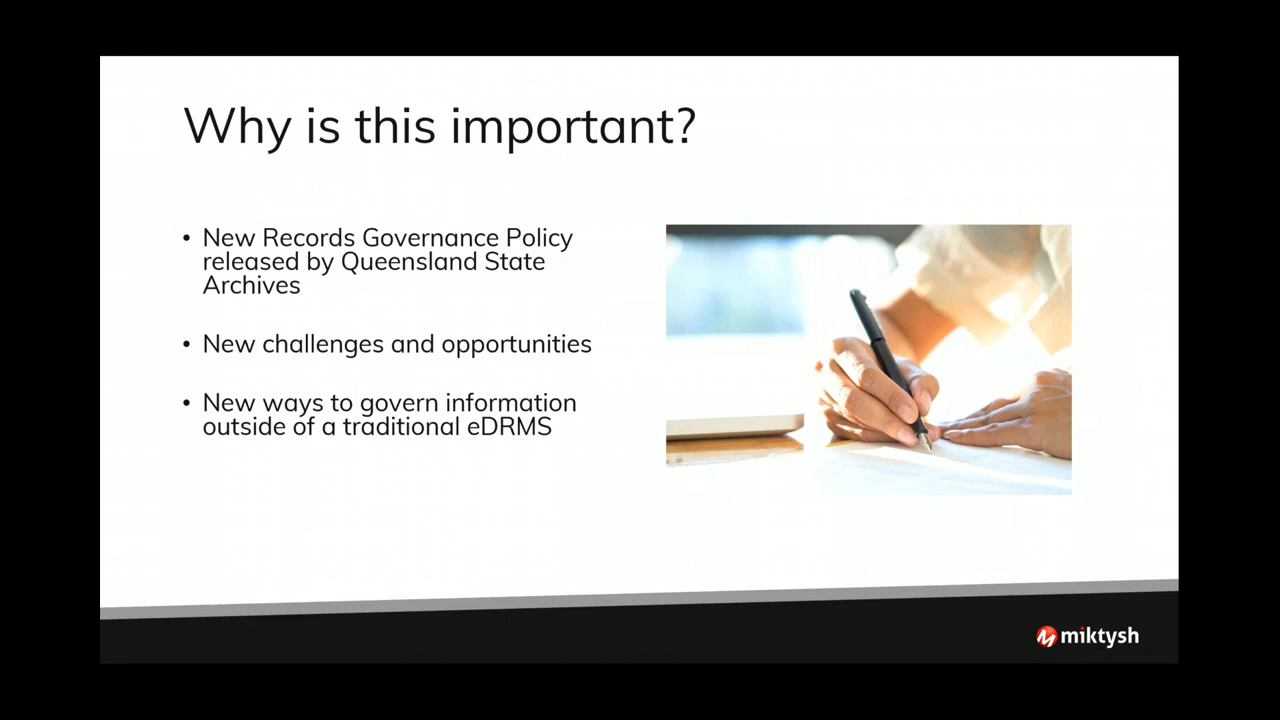 Why is this important?
• New Records Governance Policy
released by Queensland State
Archives
• New challenges and opportunities
• New ways to govern information
outside of a traditional eDRMS
miktysh